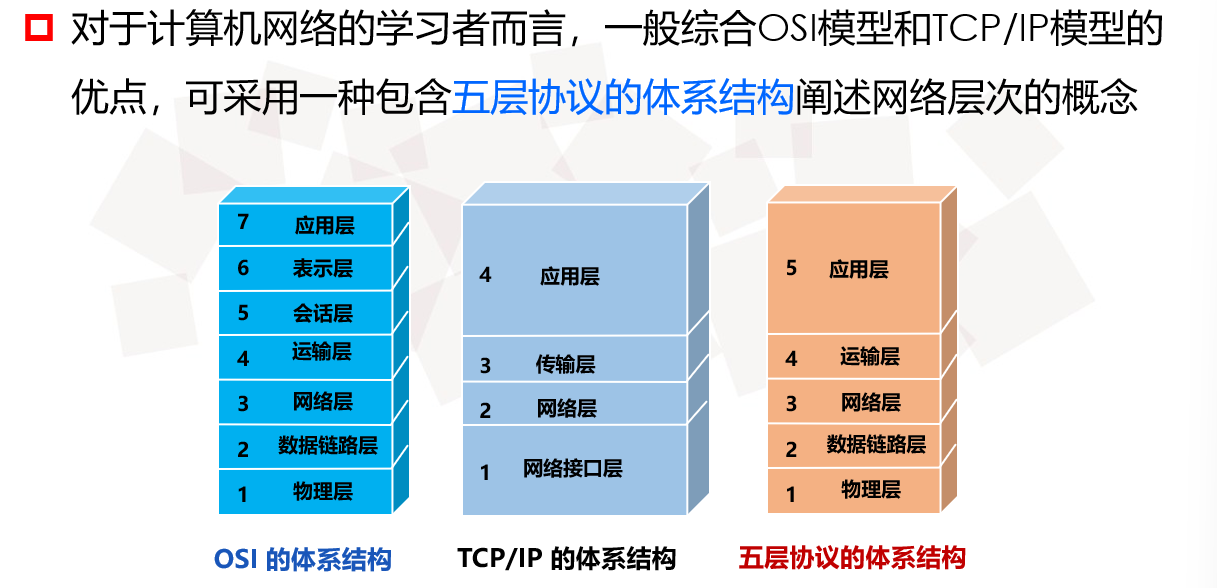 对于计算机网络的学习者而言，一般综合OSI模型和TCP/IP模型的
优点，可采用一种包含五层协议的体系结构阐述网络层次的概念
7 应用层
6 表示层
5 会话层
4 运输层
3 网络层
2 数据链路层
1 物理层
OSI 的体系结构
4 应用层
3 传输层
2 网络层
1 网络接口层
TCP/IP 的体系结构
5 应用层
4 运输层
3 网络层
2 数据链路层
1 物理层
五层协议的体系结构